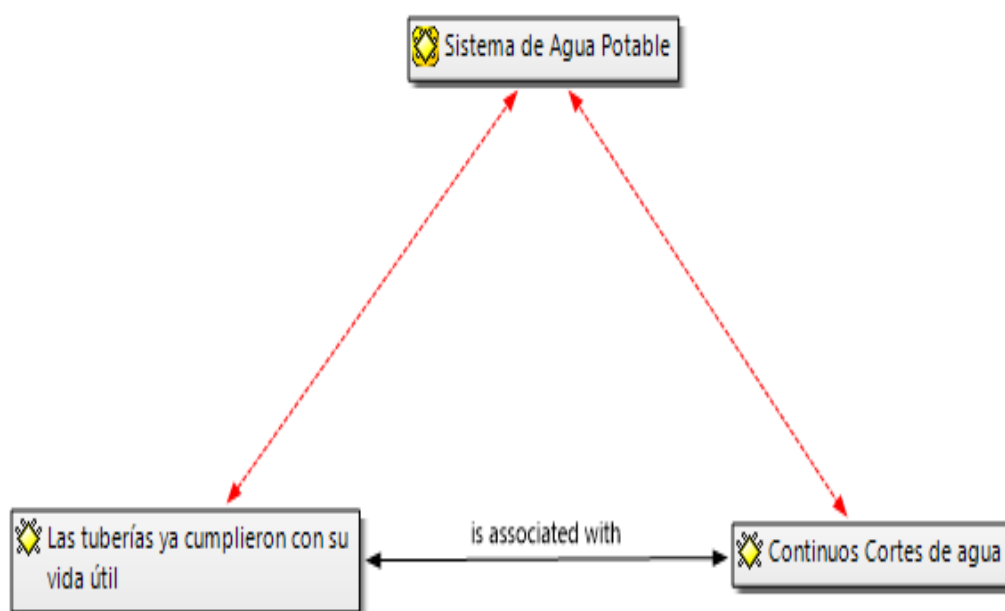 Sistema de Agua Potable
Las tuberías ya cumplieron con su
vida útil
is associated with
Continuos Cortes de agua